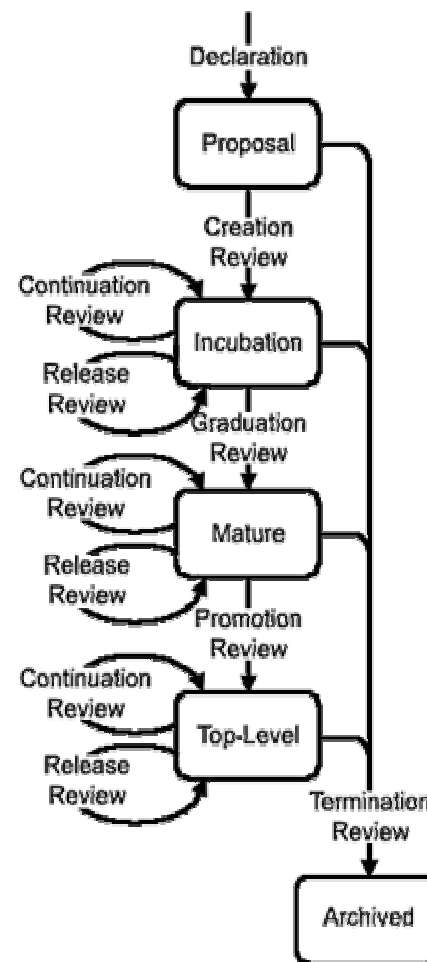 Declaration
Proposal
Creation
Review
Continuation
Review
Incubation
Release
Review
Graduation
Review
Continuation
Review
Mature
Release
Review
Promotion
Review
Continuation
Review
Top-Level
Release
Review
Termination
Review
Archived